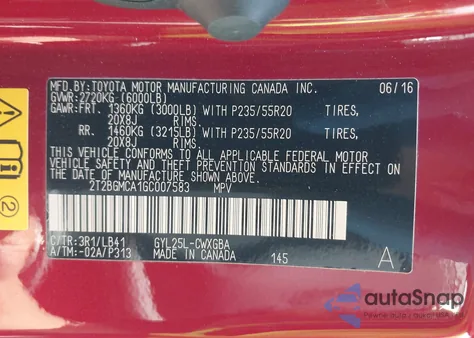 MFD.BY: TOYOTA MOTOR MANUFACTURING CANADA INC. 06/16
GVWR: 2720KG (6000LB)
GAWR:FRT. 1360KG (3000LB) WITH P235/55R20 TIRES,
20X8J RIMS,
RR. 1460KG (3215LB) WITH P235/55R20 TIRES,
20X8J RIMS,
THIS VEHICLE CONFORMS TO ALL APPLICABLE FEDERAL MOTOR
VEHICLE SAFETY AND THEFT PREVENTION STANDARDS IN EFFECT ON
THE DATE OF MANUFACTURE SHOWN ABOVE.
2T2BGMCA1GC007583 MPV
C/TR:3R1/LB41 GYL25L-CWXGBA
A/TM:-02A/P313 MADE IN CANADA 145 A
2
autoSnap